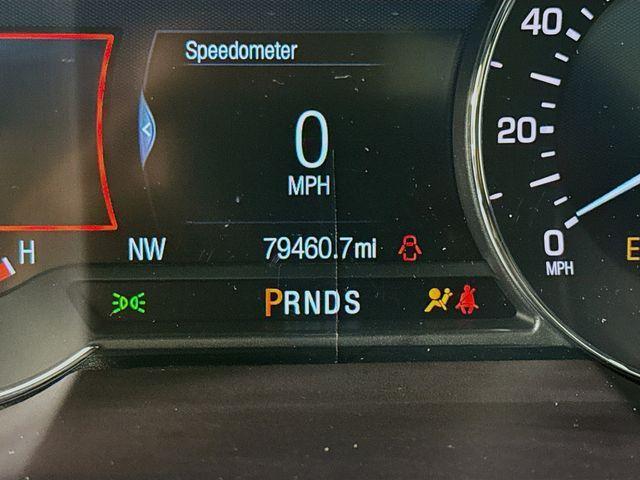 Speedometer
40
0
20
MPH
H
NW
79460.7mi
0
E
MPH
PRNDS